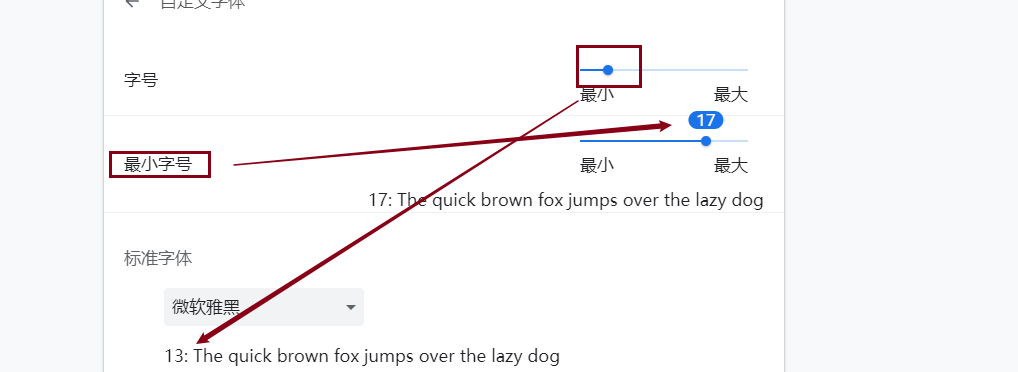 自定义字体
字号
最小 最大
17
最小字号
最小 最大
17: The quick brown fox jumps over the lazy dog
标准字体
微软雅黑
13: The quick brown fox jumps over the lazy dog